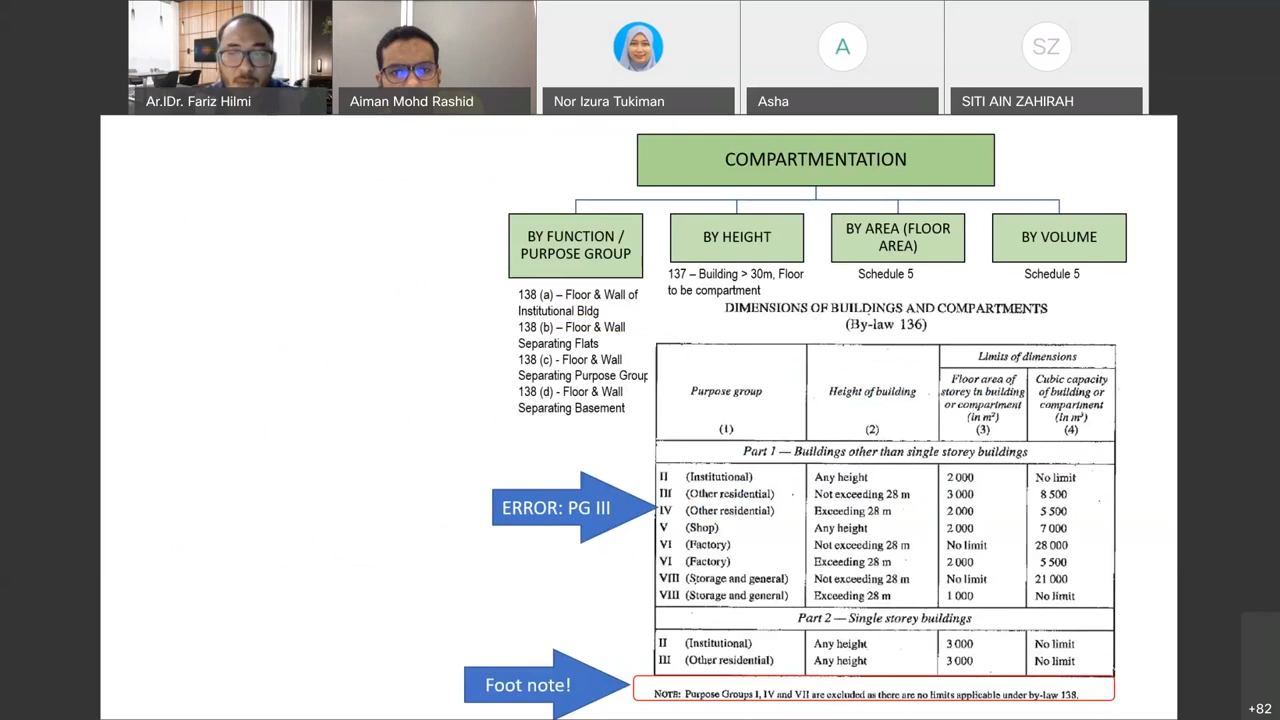 A
SZ
Ar.IDr. Fariz Hilmi
Aiman Mohd Rashid
Nor Izura Tukiman
Asha
SITI AIN ZAHIRAH
COMPARTMENTATION
BY FUNCTION /
PURPOSE GROUP
BY HEIGHT
BY AREA (FLOOR
AREA)
BY VOLUME
138 (a) – Floor & Wall of
Institutional Bldg
138 (b) – Floor & Wall
Separating Flats
138 (c) - Floor & Wall
Separating Purpose Group
138 (d) - Floor & Wall
Separating Basement
137 – Building > 30m, Floor
to be compartment
Schedule 5
Schedule 5
DIMENSIONS OF BUILDINGS AND COMPARTMENTS
(By-law 136)
Limits of dimensions
Purpose group
(1)
Height of building
(2)
Floor area of
storey in building
or compartment
(in m²)
(3)
Cubic capacity
of building or
compartment
(in m³)
(4)
Part 1 — Buildings other than single storey buildings
II (Institutional) Any height 2 000 No limit
III (Other residential) Not exceeding 28 m 3 000 8 500
IV (Other residential) Exceeding 28 m 2 000 5 500
V (Shop) Any height 2 000 7 000
VI (Factory) Not exceeding 28 m No limit 28 000
VI (Factory) Exceeding 28 m 2 000 5 500
VIII (Storage and general) Not exceeding 28 m No limit 21 000
VIII (Storage and general) Exceeding 28 m 1 000 No limit
Part 2 — Single storey buildings
II (Institutional) Any height 3 000 No limit
III (Other residential) Any height 3 000 No limit
NOTE: Purpose Groups I, IV and VII are excluded as there are no limits applicable under by-law 138.
ERROR: PG III
Foot note!
+82